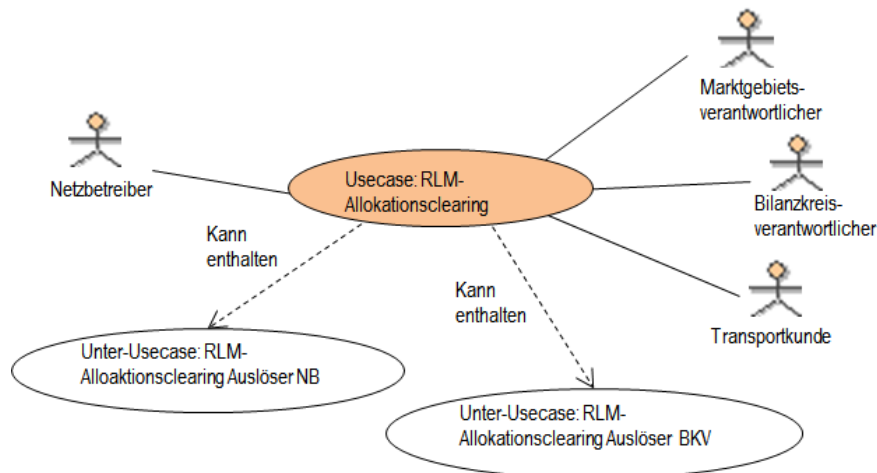 Marktgebiets-
verantwortlicher
Netzbetreiber
Usecase: RLM-
Allokationsclearing
Bilanzkreis-
verantwortlicher
Kann
enthalten
Kann
enthalten
Transportkunde
Unter-Usecase: RLM-
Alloaktionsclearing Auslöser NB
Unter-Usecase: RLM-
Allokationsclearing Auslöser BKV